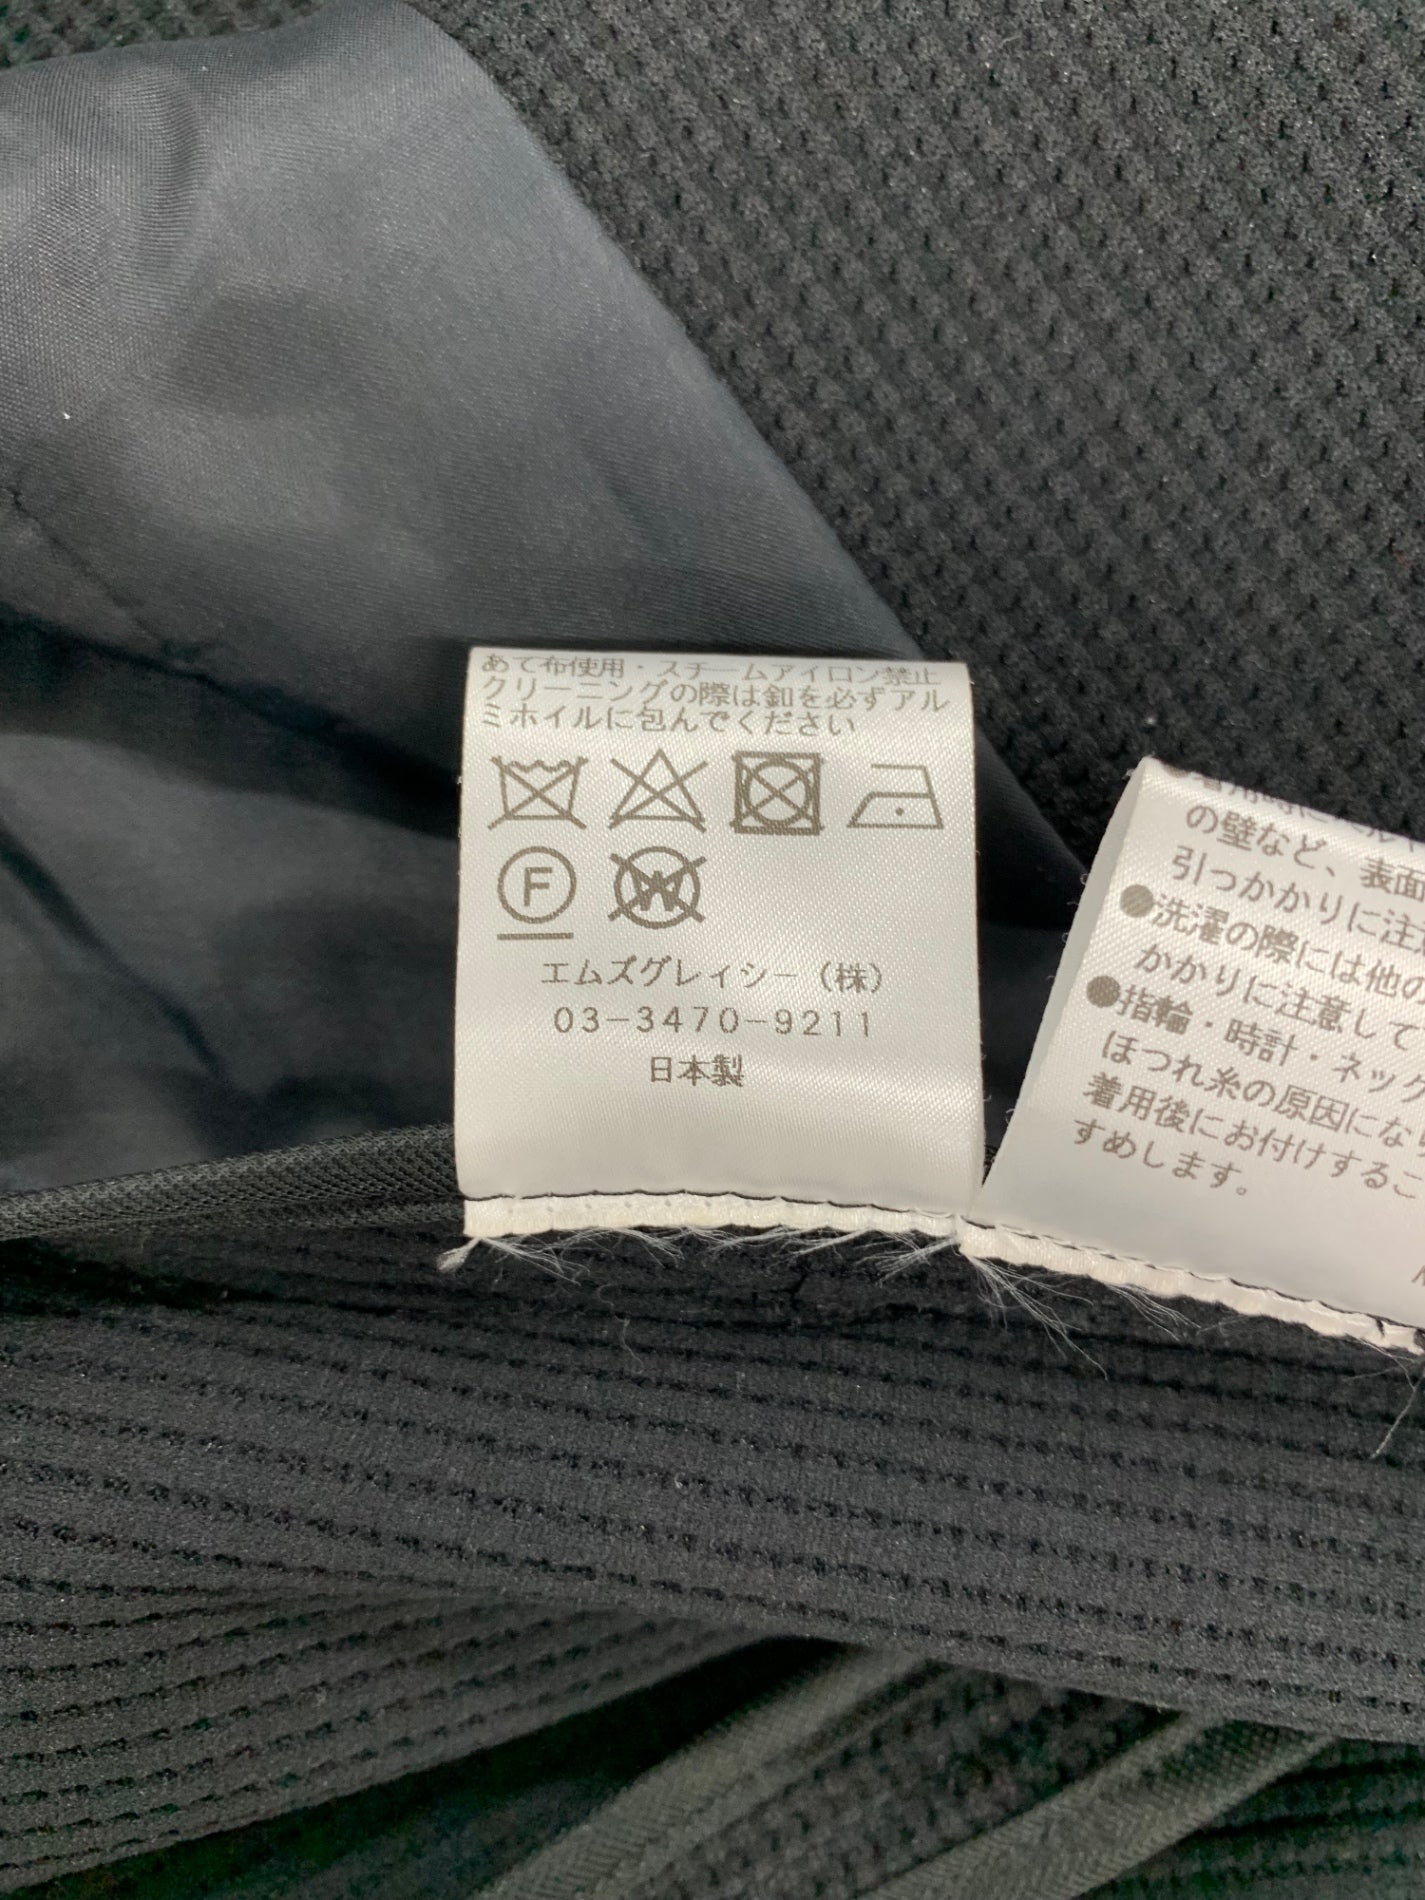 あて布使用・スチームアイロン禁止
クリーニングの際は釦を必ずアル
ミホイルに包んでください
F W
エムズグレィシー(株)
03-3470-9211
日本製
の壁など、表面
引っかかりに注意
●洗濯の際には他の
かかりに注意して
●指輪・時計・ネック
ほつれ糸の原因になり
着用後にお付けするこ
すめします。